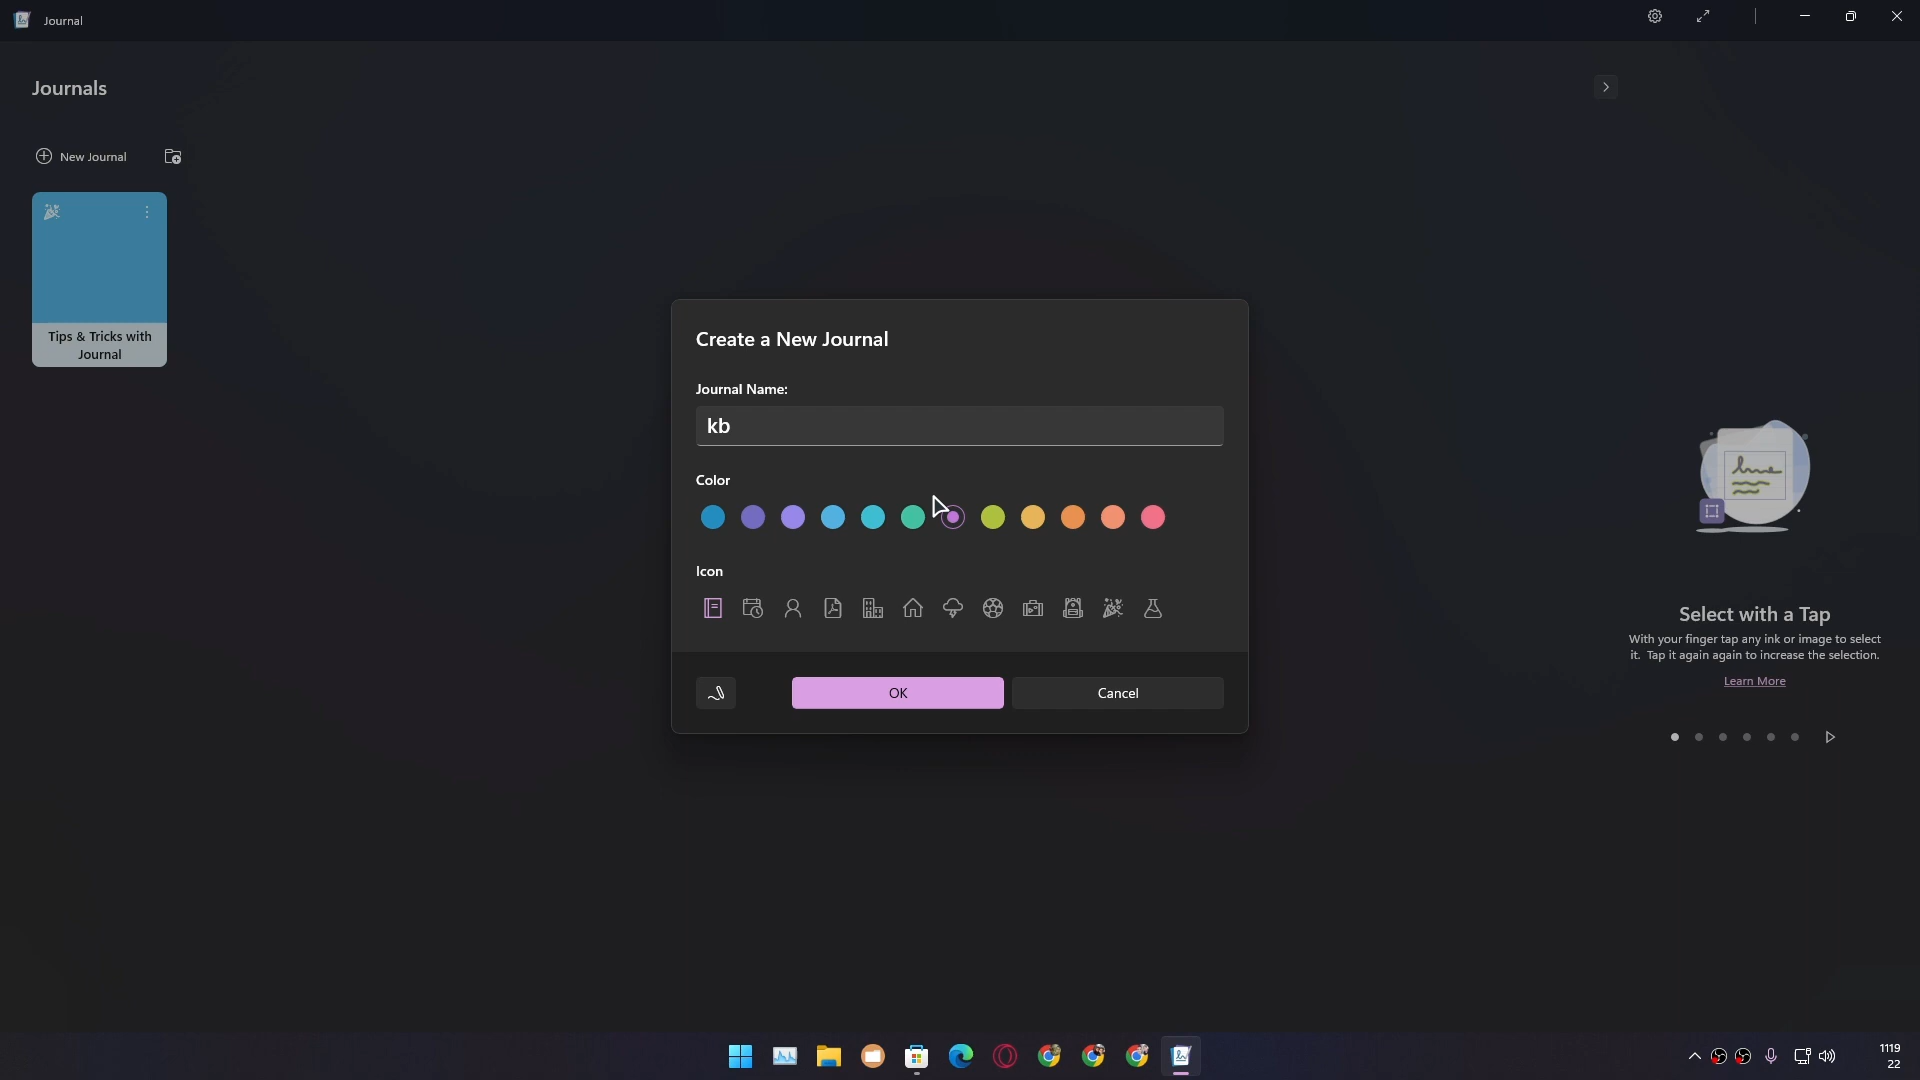 Journal
Journals
New Journal
Tips & Tricks with
Journal
Create a New Journal
Journal Name:
kb
Color
Icon
OK
Cancel
Select with a Tap
With your finger tap any ink or image to select
it. Tap it again again to increase the selection.
Learn More
1119
22